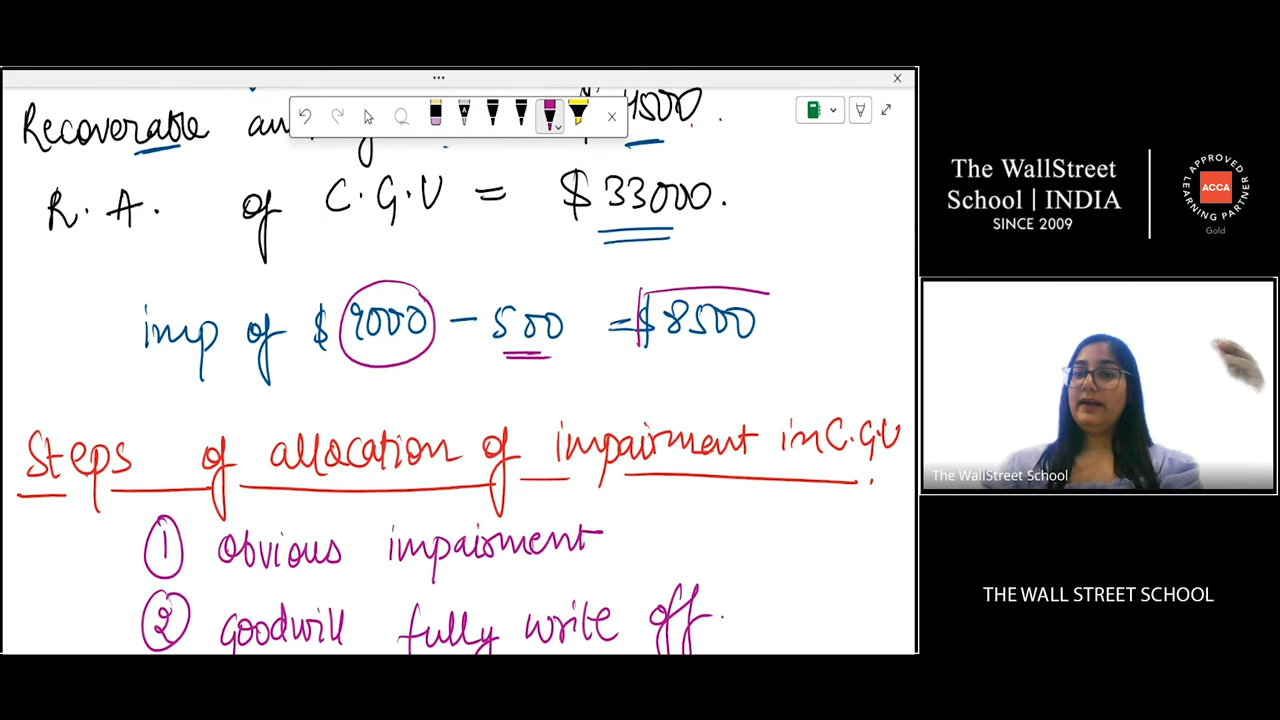 Recoverable 4500.
R. A. of C.G.U = $33000.
imp of $ 9000 - 500 = $8500
Steps of allocation of impairment in C.G.U.
1 obvious impairment
2 goodwill fully write off.
The WallStreet
School | INDIA
SINCE 2009
APPROVED
ACCA
LEARNING PARTNER
Gold
The WallStreet School
THE WALL STREET SCHOOL